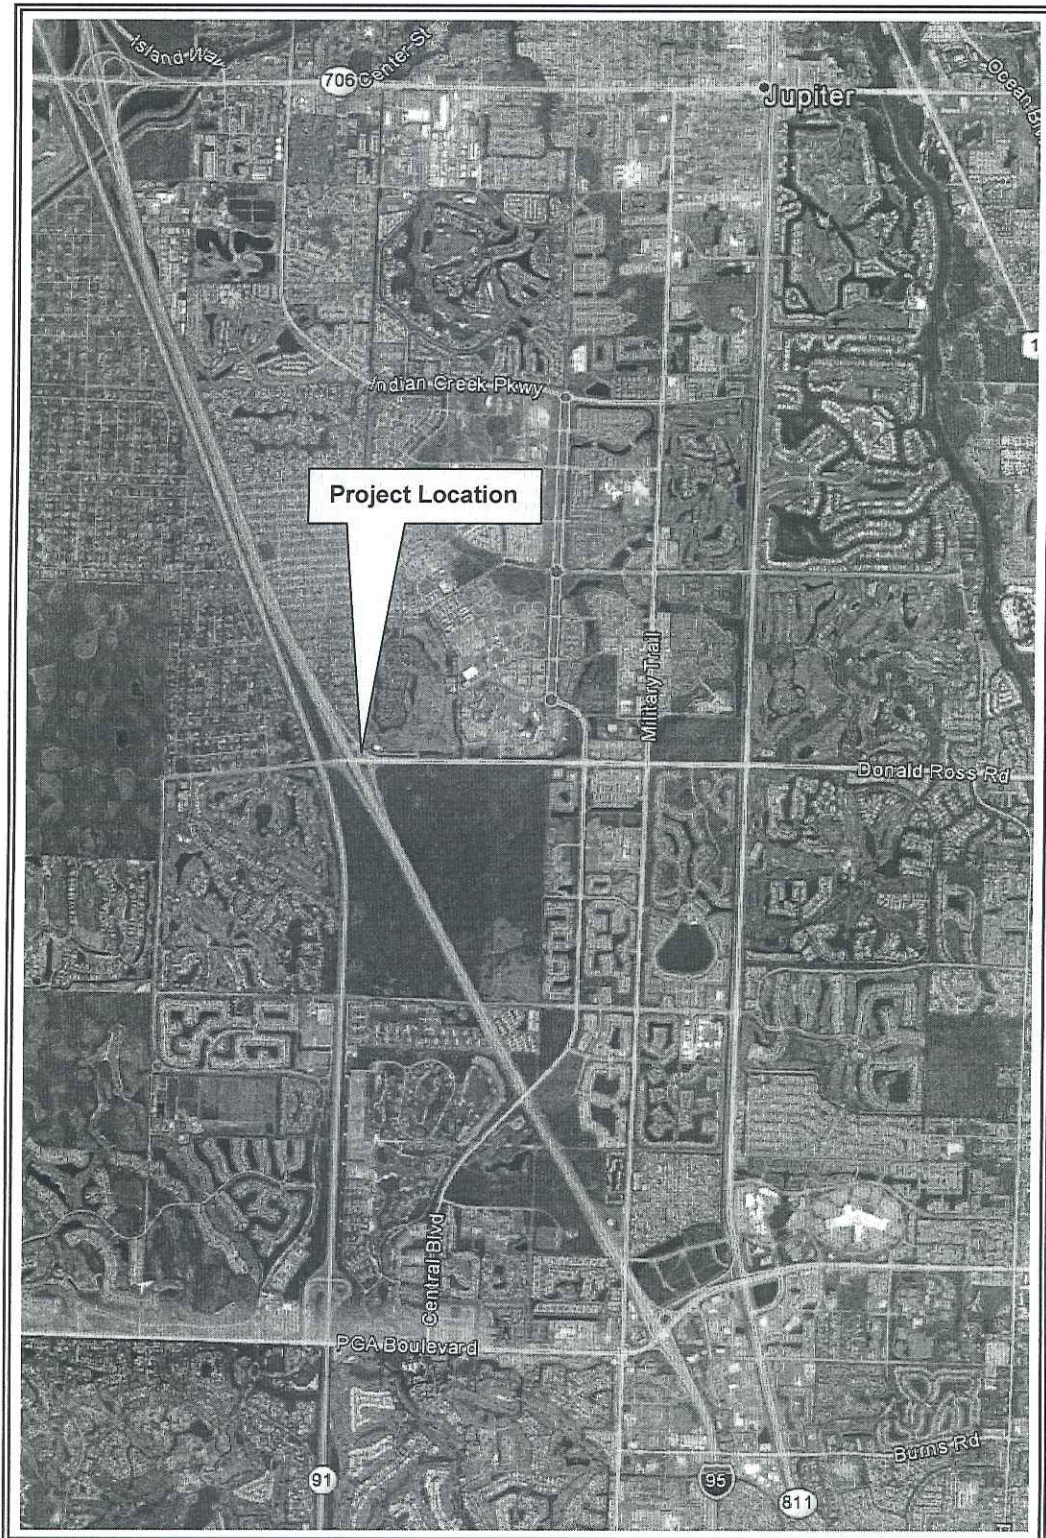 Island Way
706
Center St
Jupiter
Ocean Blv
1
Indian Creek Pkwy
Project Location
Military Trail
Donald Ross Rd
Central Blvd
PGA Boulevard
Burns Rd
91
95
811